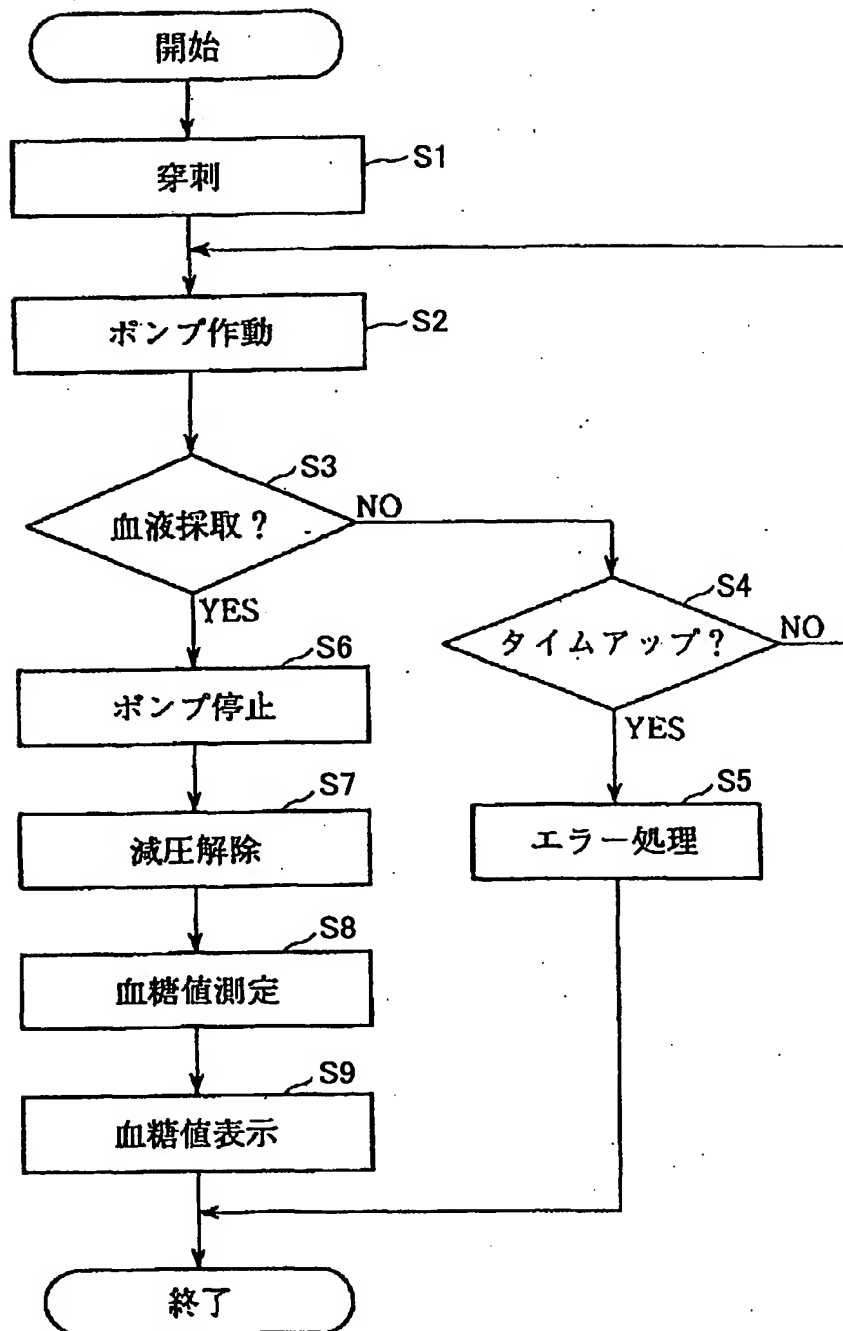 開始
穿刺
S1
ポンプ作動
S2
血液採取？
S3
NO
YES
タイムアップ？
S4
NO
YES
ポンプ停止
S6
エラー処理
S5
減圧解除
S7
血糖値測定
S8
血糖値表示
S9
終了